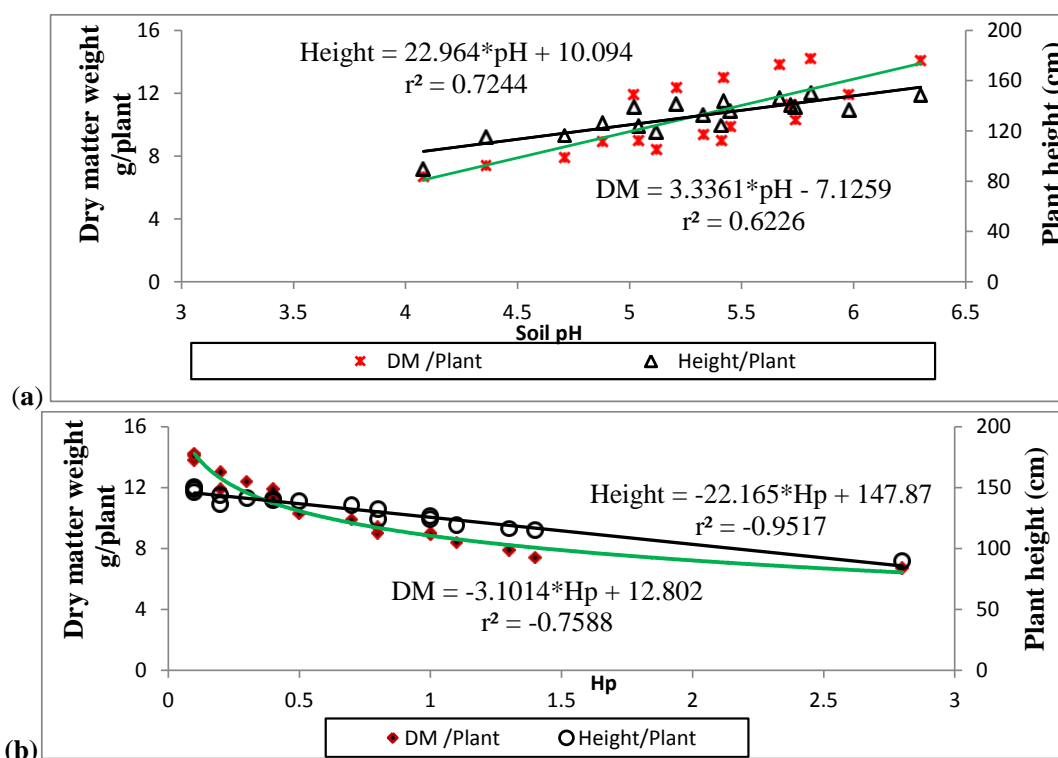 Dry matter weight
g/plant
Plant height (cm)
16
12
8
4
0
200
160
120
80
40
0
Height = 22.964*pH + 10.094
r² = 0.7244
DM = 3.3361*pH - 7.1259
r² = 0.6226
3 3.5 4 4.5 5 5.5 6 6.5
Soil pH
DM /Plant Height/Plant
(a)
Dry matter weight
g/plant
Plant height (cm)
16
12
8
4
0
200
150
100
50
0
Height = -22.165*Hp + 147.87
r² = -0.9517
DM = -3.1014*Hp + 12.802
r² = -0.7588
0 0.5 1 1.5 2 2.5 3
Hp
DM /Plant Height/Plant
(b)